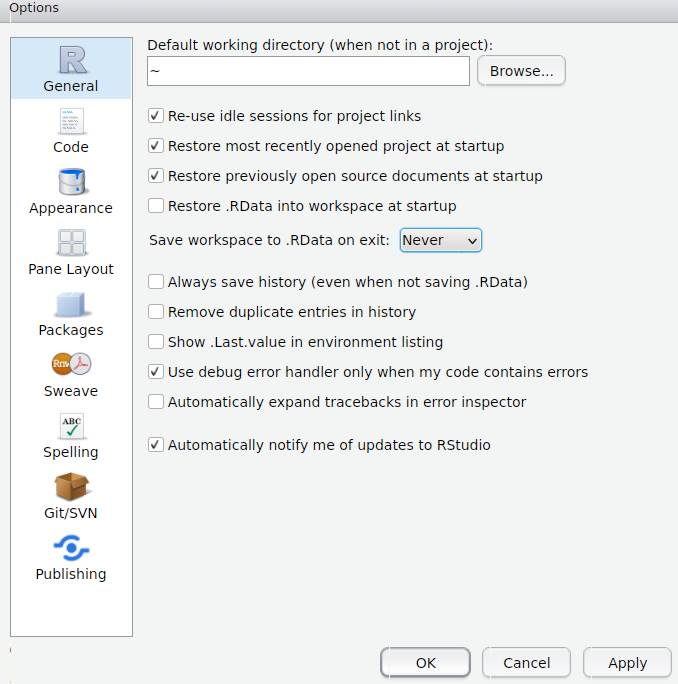 Options
General
Code
Appearance
Pane Layout
Packages
Rnw
Sweave
ABC
Spelling
Git/SVN
Publishing
Default working directory (when not in a project):
~
Browse...
Re-use idle sessions for project links
Restore most recently opened project at startup
Restore previously open source documents at startup
Restore .RData into workspace at startup
Save workspace to .RData on exit: Never
Always save history (even when not saving .RData)
Remove duplicate entries in history
Show .Last.value in environment listing
Use debug error handler only when my code contains errors
Automatically expand tracebacks in error inspector
Automatically notify me of updates to RStudio
OK
Cancel
Apply